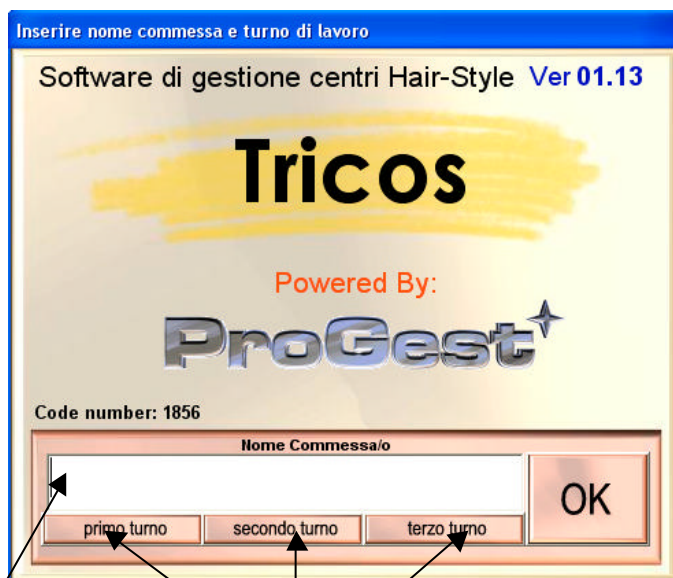 Inserire nome commessa e turno di lavoro
Software di gestione centri Hair-Style Ver 01.13
Tricos
Powered By:
ProGest
Code number: 1856
Nome Commessa/o
OK
primo turno secondo turno terzo turno